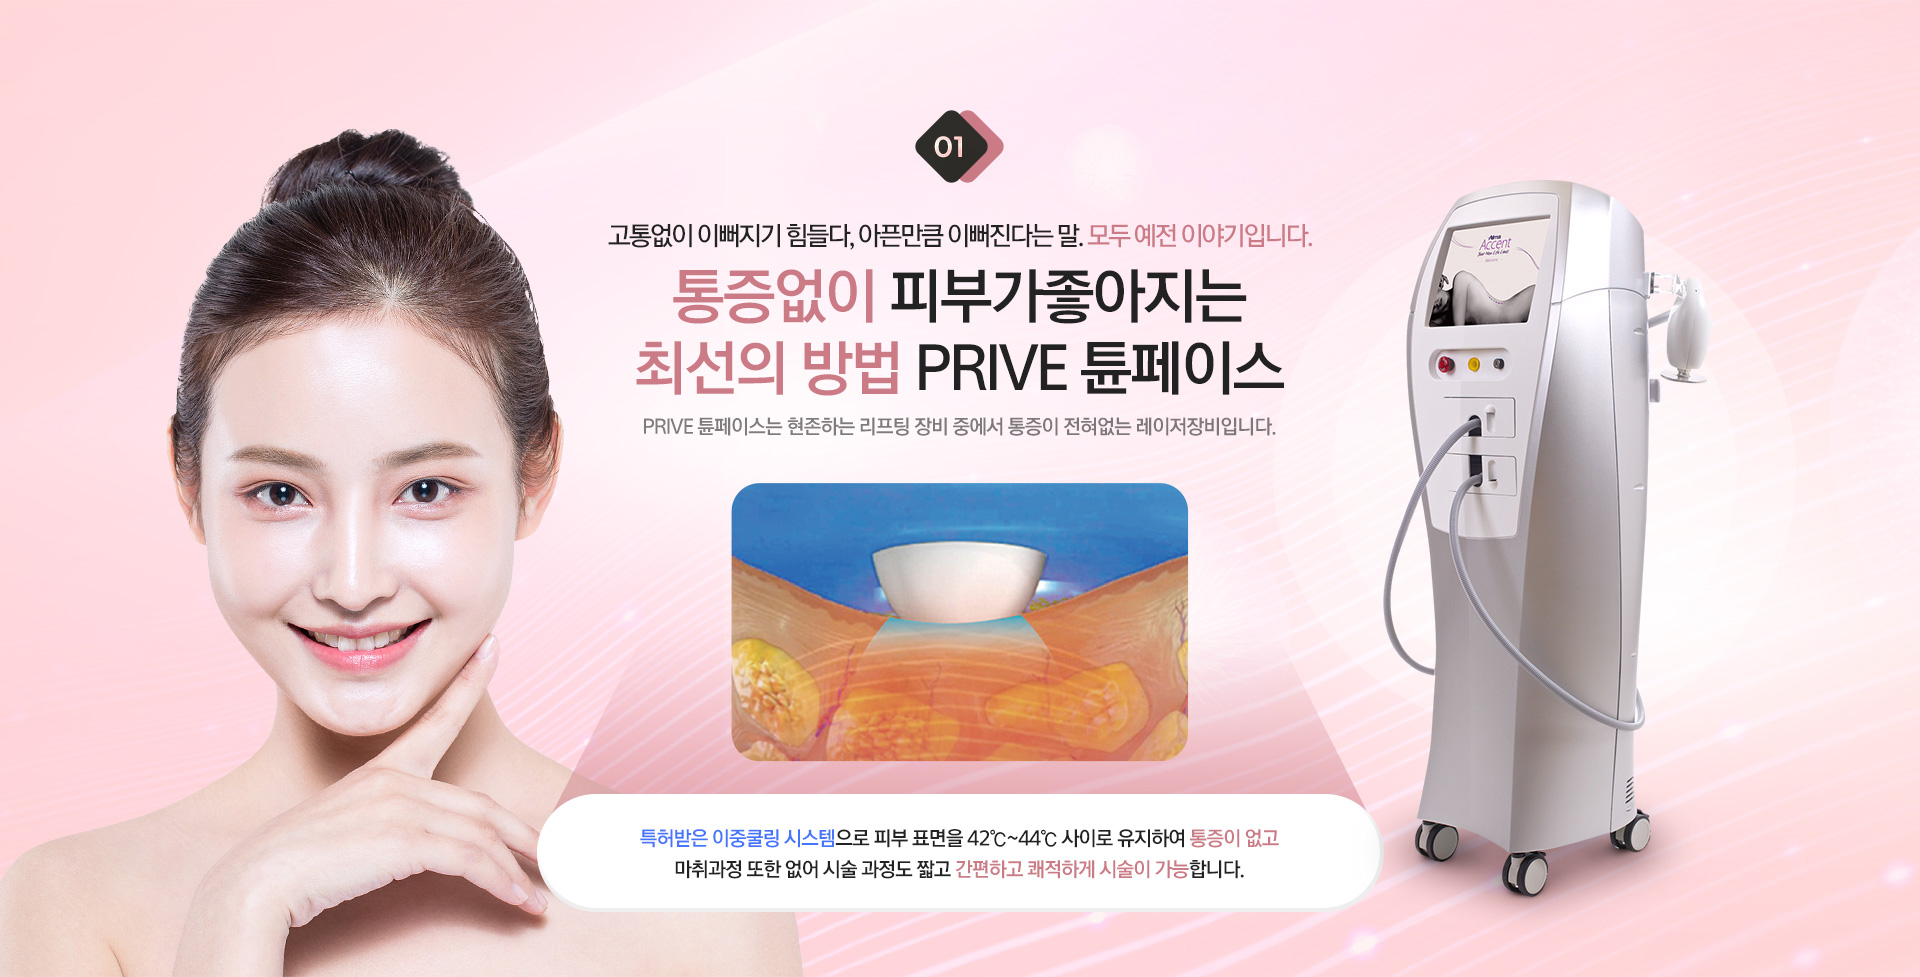 01
고통없이 이뻐지기 힘들다, 아픈만큼 이뻐진다는 말. 모두 예전 이야기입니다.
통증없이 피부가좋아지는
최선의 방법 PRIVE 튠페이스
PRIVE 튠페이스는 현존하는 리프팅 장비 중에서 통증이 전혀없는 레이저장비입니다.
Alma
Accent
특허받은 이중쿨링 시스템으로 피부 표면을 42℃~44℃ 사이로 유지하여 통증이 없고
마취과정 또한 없어 시술 과정도 짧고 간편하고 쾌적하게 시술이 가능합니다.